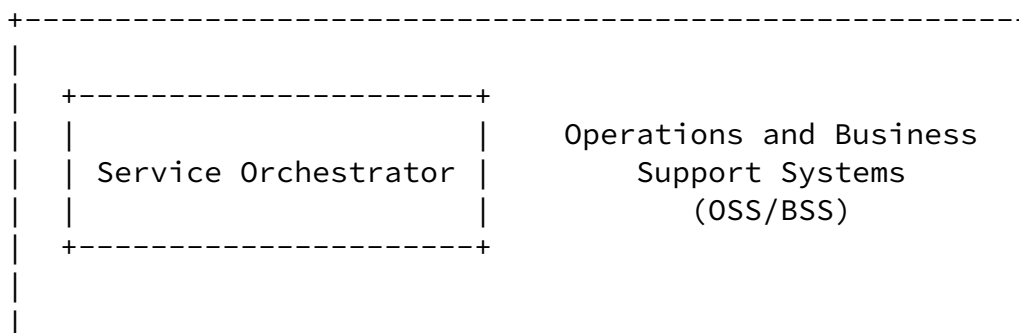 Operations and Business
Service Orchestrator Support Systems
(OSS/BSS)